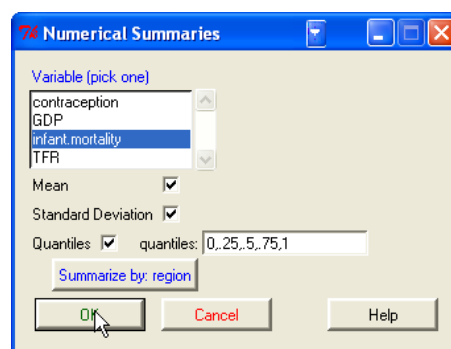 Numerical Summaries
Variable (pick one)
contraception
GDP
infant.mortality
TFR
Mean
Standard Deviation
Quantiles quantiles: 0,.25,.5,.75,1
Summarize by: region
OK Cancel Help